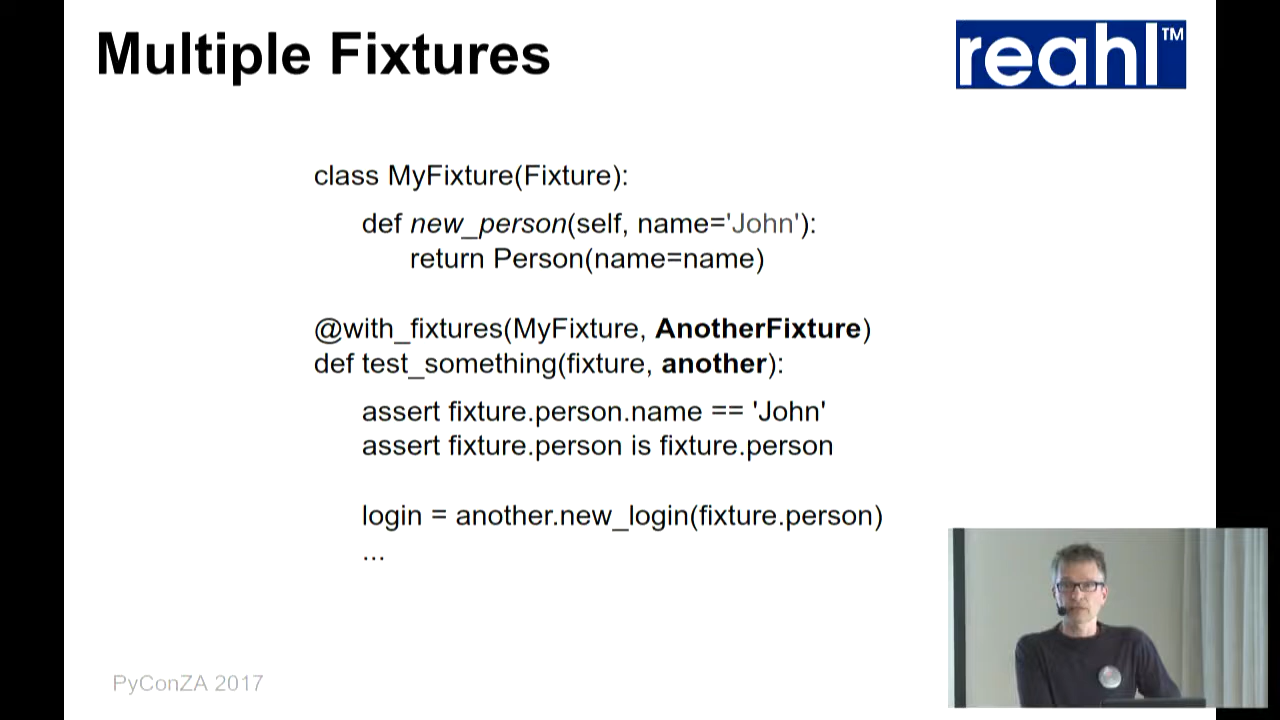 Multiple Fixtures
reahl™
class MyFixture(Fixture):
def new_person(self, name='John'):
return Person(name=name)
@with_fixtures(MyFixture, AnotherFixture)
def test_something(fixture, another):
assert fixture.person.name == 'John'
assert fixture.person is fixture.person
login = another.new_login(fixture.person)
...
PyConZA 2017